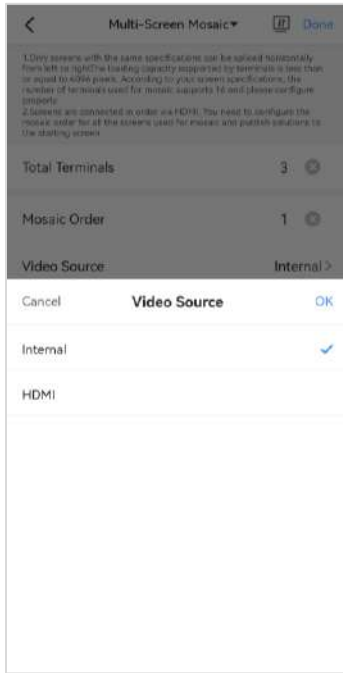 Multi-Screen Mosaic
Done
1.Only screens with the same specifications can be spliced horizontally
from left to right.The loading capacity supported by terminals is less than
or equal to 4096 pixels. According to your screen specifications, the
number of terminals used for mosaic supports 16 and please configure
properly
2.Screens are connected in order via HDMI. You need to configure the
mosaic order for all the screens used for mosaic and publish solutions to
the starting screen
Total Terminals 3
Mosaic Order 1
Video Source Internal
Cancel Video Source OK
Internal
HDMI